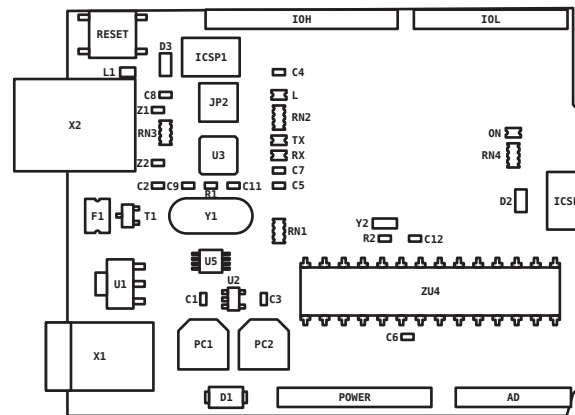 IOH
IOL
RESET
D3
ICSP1
L1
C4
C8
JP2
L
Z1
X2
RN2
RN3
ON
TX
U3
RX
RN4
Z2
C7
C2
C9
R1
C11
C5
D2
ICSP
F1
T1
Y1
Y2
RN1
R2
C12
U5
U1
U2
ZU4
C1
C3
C6
PC1
PC2
X1
D1
POWER
AD